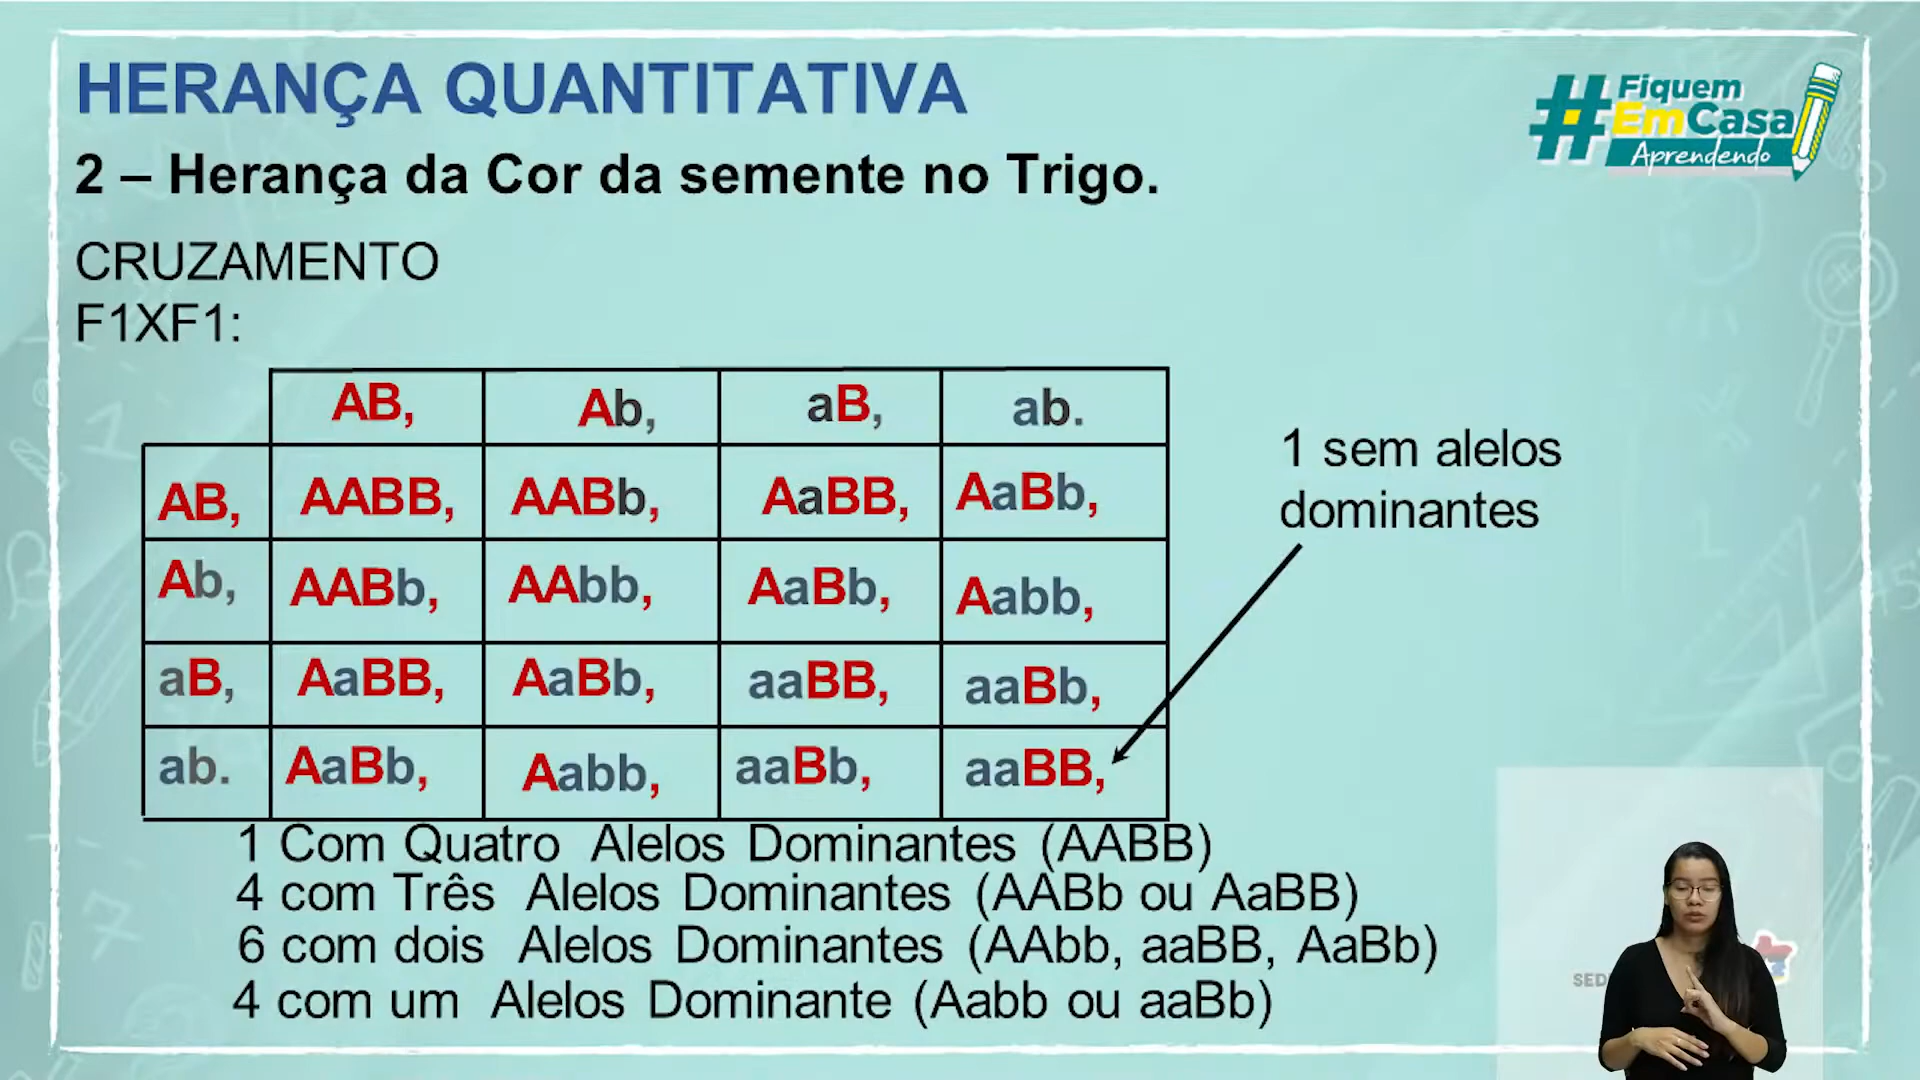 HERANÇA QUANTITATIVA
#Fiquem
EmCasa
Aprendendo
2 – Herança da Cor da semente no Trigo.
CRUZAMENTO
F1XF1:
AB, Ab, aB, ab.
AB, AABB, AABb, AaBB, AaBb,
Ab, AABb, AAbb, AaBb, Aabb,
aB, AaBB, AaBb, aaBB, aaBb,
ab. AaBb, Aabb, aaBb, aaBB,
1 sem alelos
dominantes
1 Com Quatro Alelos Dominantes (AABB)
4 com Três Alelos Dominantes (AABb ou AaBB)
6 com dois Alelos Dominantes (AAbb, aaBB, AaBb)
4 com um Alelos Dominante (Aabb ou aaBb)